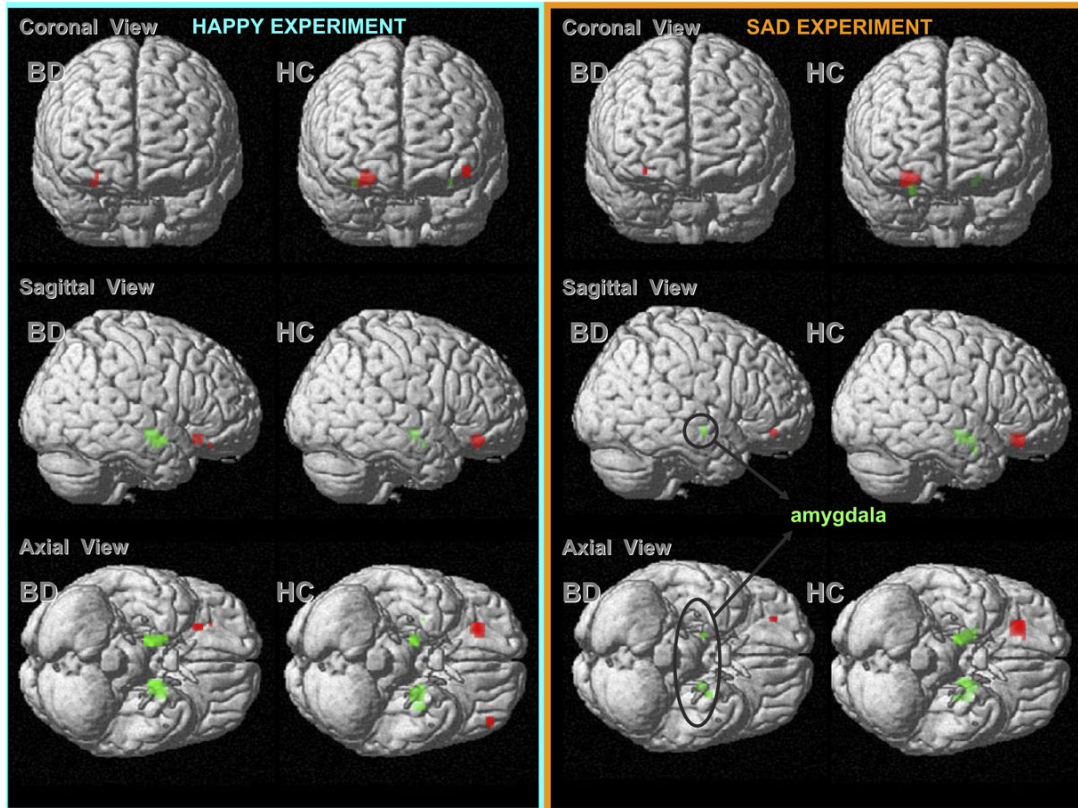 HAPPY EXPERIMENT
Coronal View
BD
HC
Sagittal View
BD
HC
Axial View
BD
HC
SAD EXPERIMENT
Coronal View
BD
HC
Sagittal View
BD
HC
amygdala
Axial View
BD
HC